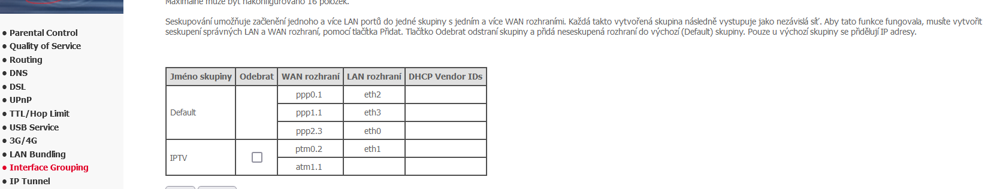 Maximálně může být nakonfigurováno 16 položek.
Seskupování umožňuje začlenění jednoho a více LAN portů do jedné skupiny s jedním a více WAN rozhraními. Každá takto vytvořená skupina následně vystupuje jako nezávislá síť. Aby tato funkce fungovala, musíte vytvořit
seskupení správných LAN a WAN rozhraní, pomocí tlačítka Přidat. Tlačítko Odebrat odstraní skupiny a přidá neseskupená rozhraní do výchozí (Default) skupiny. Pouze u výchozí skupiny se přidělují IP adresy.
• Parental Control
• Quality of Service
• Routing
• DNS
• DSL
• UPnP
• TTL/Hop Limit
• USB Service
• 3G/4G
• LAN Bundling
• Interface Grouping
• IP Tunnel
Jméno skupiny Odebrat WAN rozhraní LAN rozhraní DHCP Vendor IDs
Default ppp0.1 eth2
ppp1.1 eth3
ppp2.3 eth0
IPTV ptm0.2 eth1
atm1.1